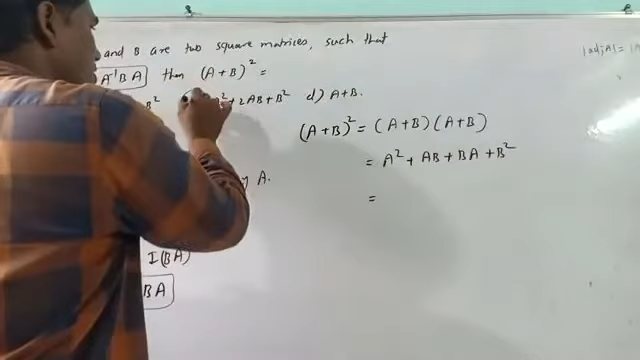 and B are two square matrices, such that
|adjA| = |A
A⁻¹BA then (A+B)² =
B² ² + 2AB + B² d) A+B.
(A+B)² = (A+B)(A+B)
= A² + AB + BA + B²
A.
=
I(BA)
BA